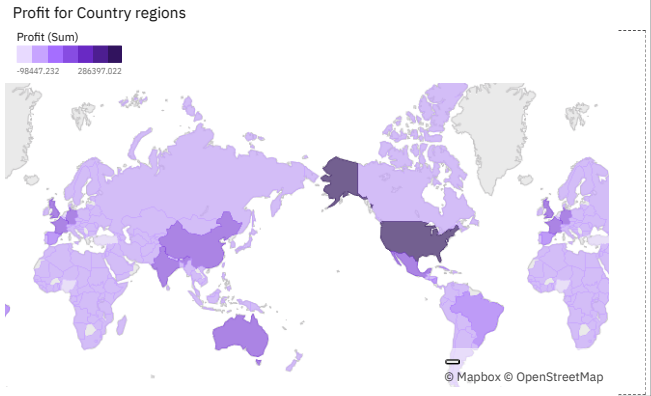 Profit for Country regions
Profit (Sum)
-98447.232 286397.022
© Mapbox © OpenStreetMap